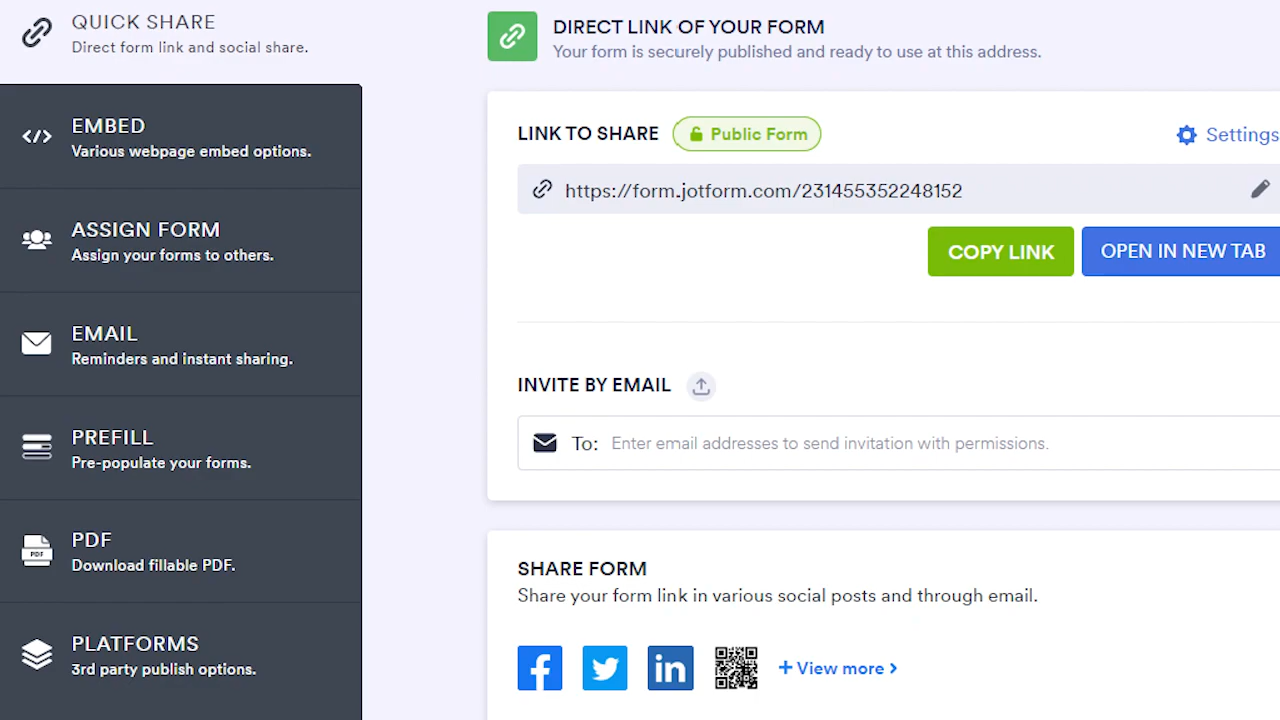 QUICK SHARE
Direct form link and social share.
EMBED
Various webpage embed options.
ASSIGN FORM
Assign your forms to others.
EMAIL
Reminders and instant sharing.
PREFILL
Pre-populate your forms.
PDF
PDF
Download fillable PDF.
PLATFORMS
3rd party publish options.
DIRECT LINK OF YOUR FORM
Your form is securely published and ready to use at this address.
LINK TO SHARE Public Form Settings
https://form.jotform.com/231455352248152
COPY LINK OPEN IN NEW TAB
INVITE BY EMAIL
To: Enter email addresses to send invitation with permissions.
SHARE FORM
Share your form link in various social posts and through email.
f in + View more >